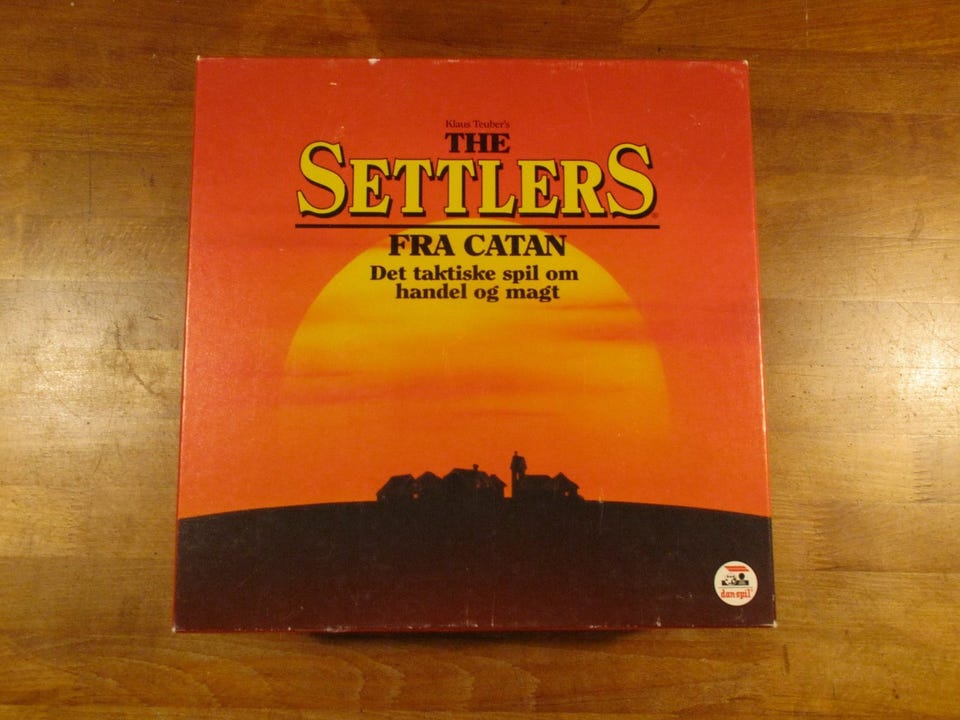 Klaus Teuber's
THE
SETTLERS
FRA CATAN
Det taktiske spil om
handel og magt
dan-spil